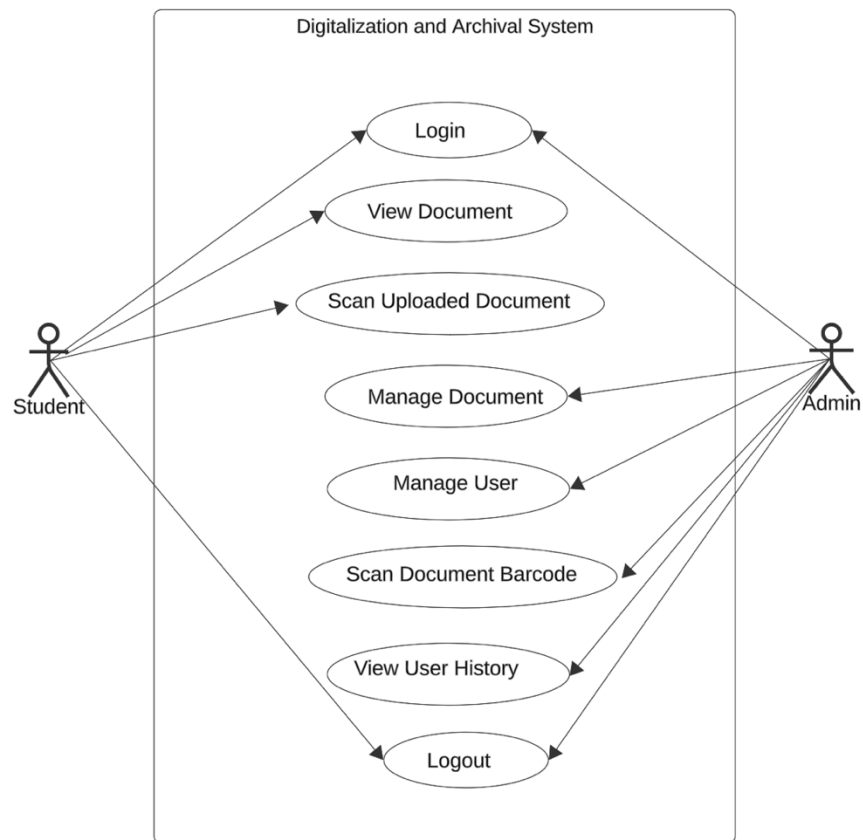 Digitalization and Archival System
Login
View Document
Scan Uploaded Document
Manage Document
Student
Admin
Manage User
Scan Document Barcode
View User History
Logout